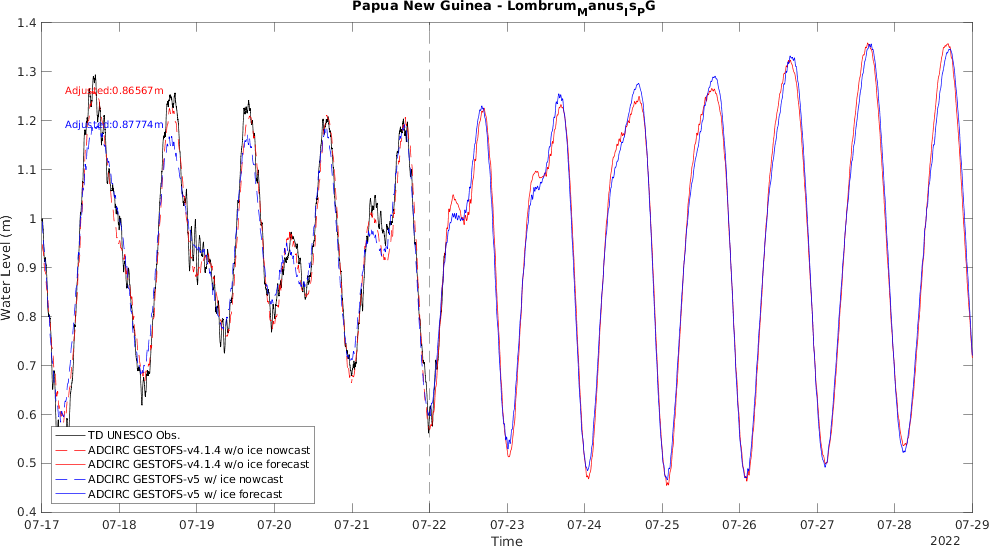 Papua New Guinea - LombrumManusIsPG
1.4
1.3
1.2
1.1
1
0.9
0.8
0.7
0.6
0.5
0.4
Water Level (m)
Adjusted:0.86567m
Adjusted:0.87774m
TD UNESCO Obs.
ADCIRC GESTOFS-v4.1.4 w/o ice nowcast
ADCIRC GESTOFS-v4.1.4 w/o ice forecast
ADCIRC GESTOFS-v5 w/ ice nowcast
ADCIRC GESTOFS-v5 w/ ice forecast
07-17 07-18 07-19 07-20 07-21 07-22 07-23 07-24 07-25 07-26 07-27 07-28 07-29
Time
2022